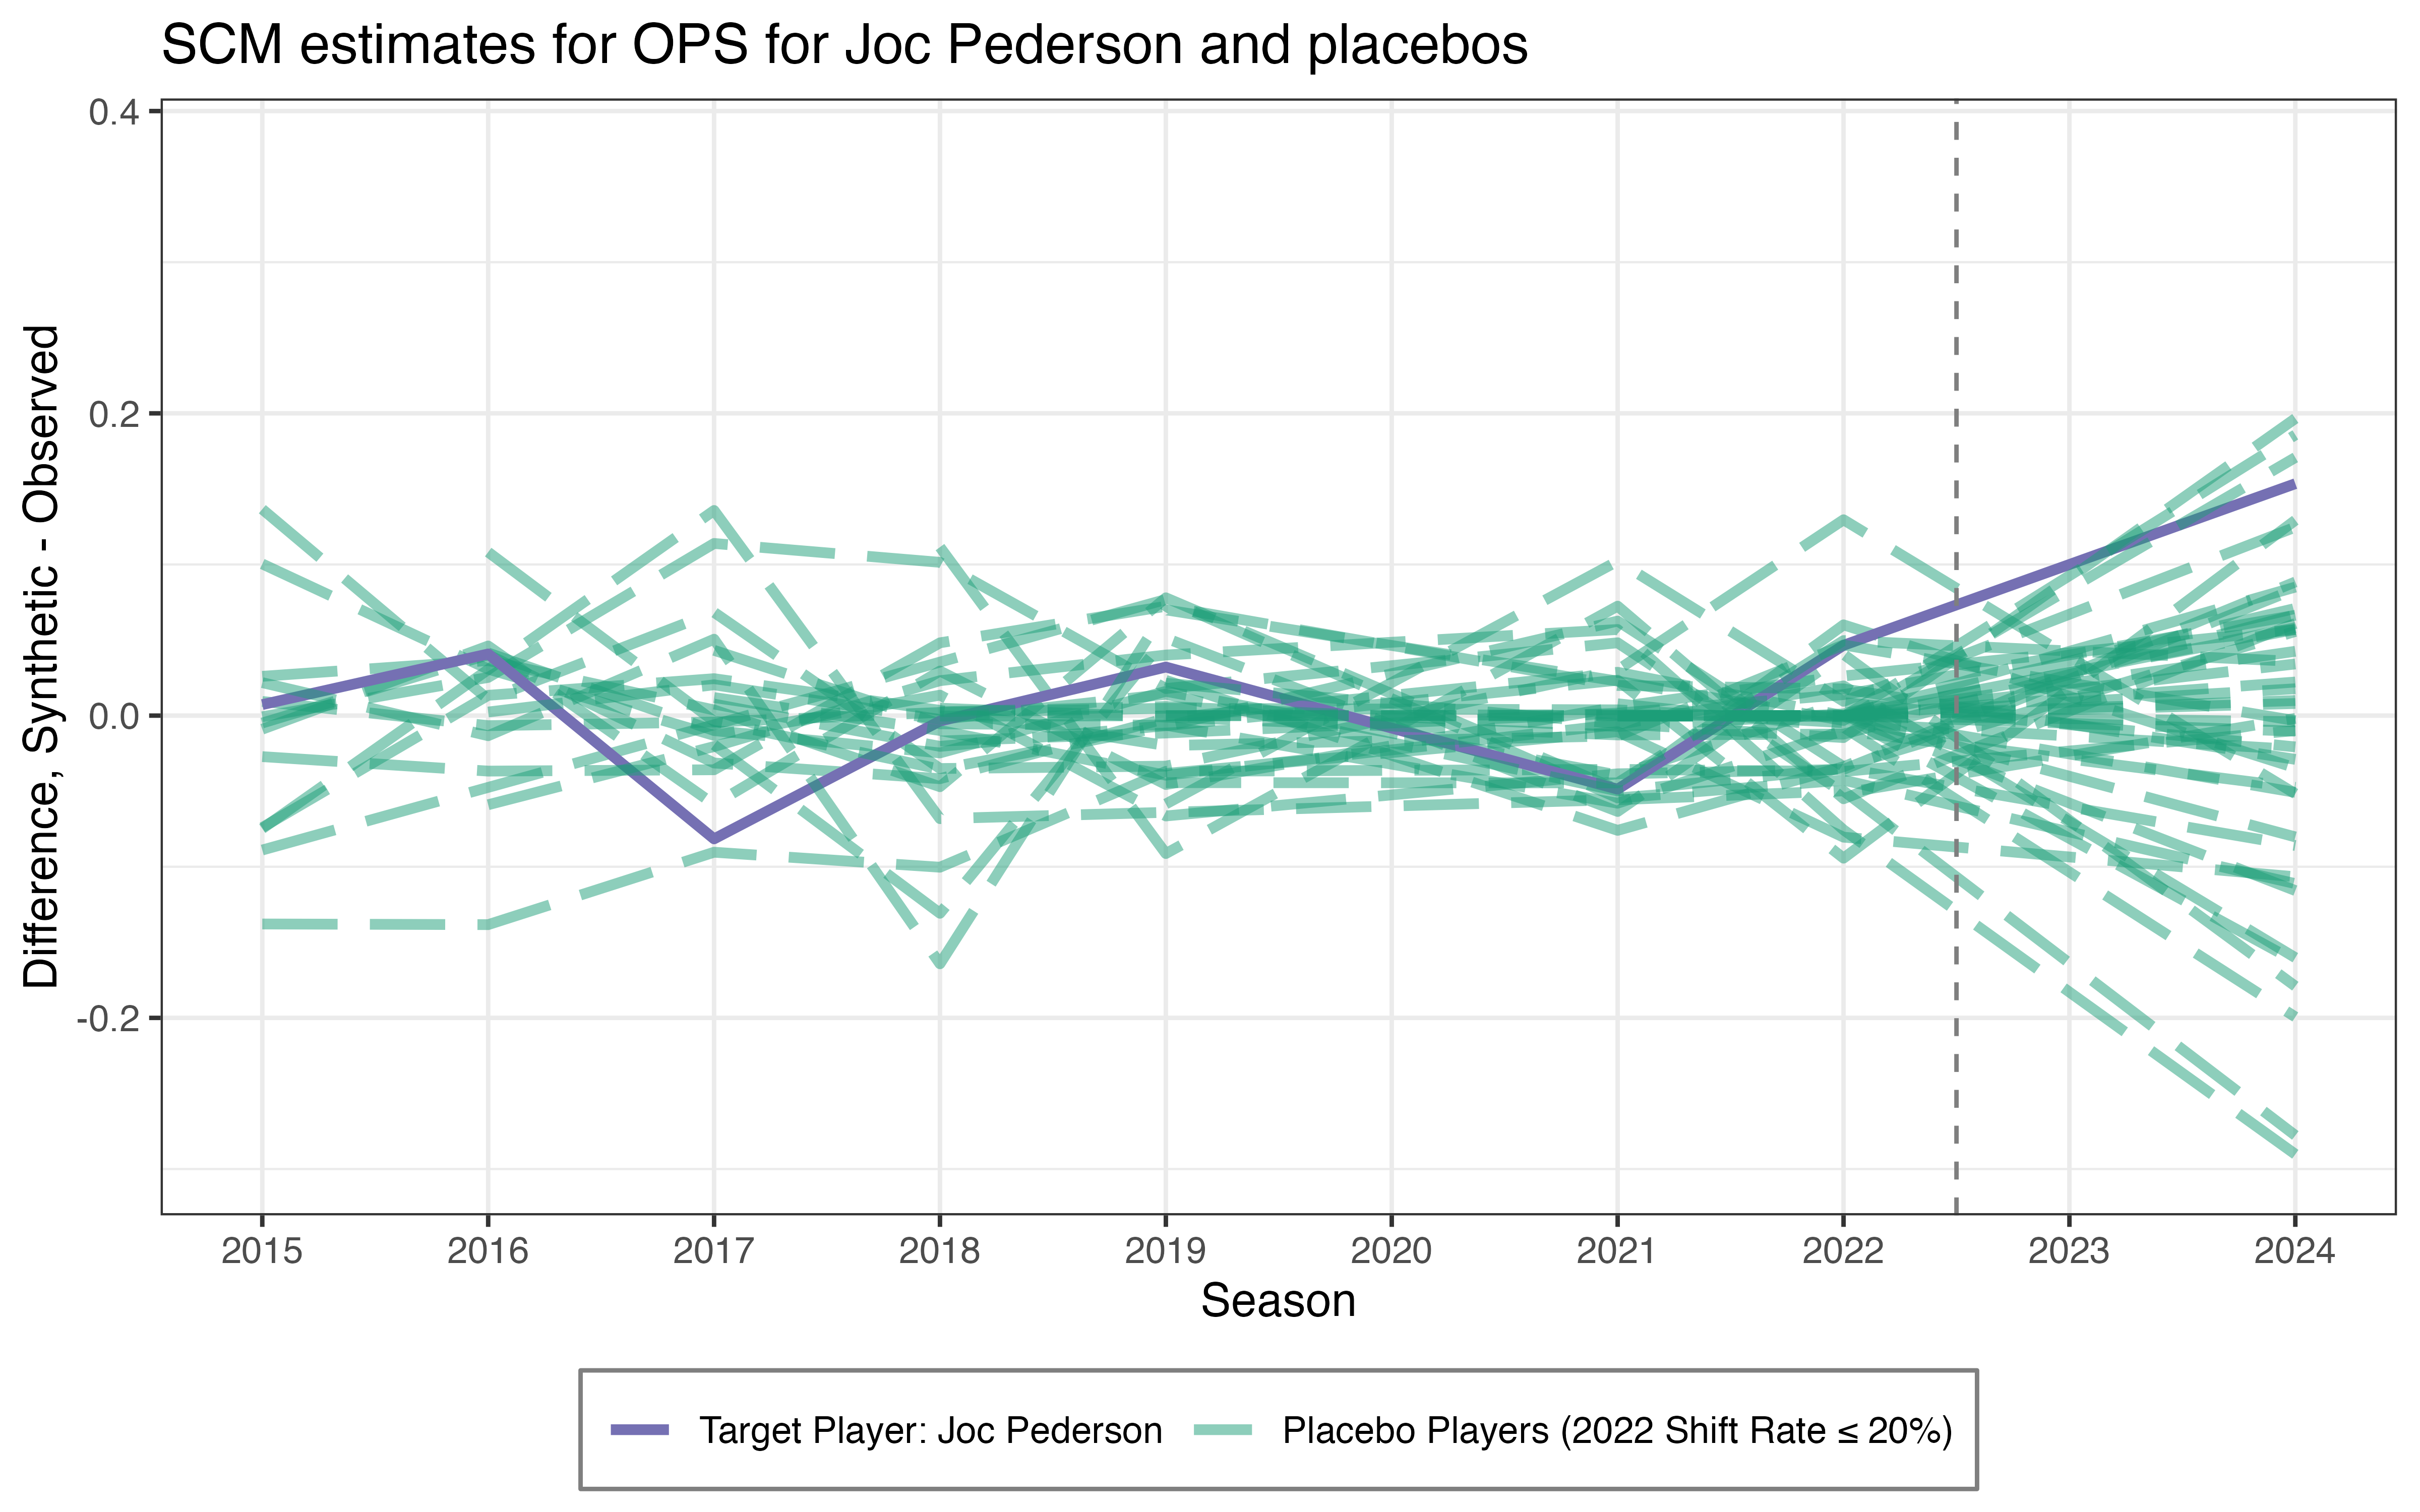 SCM estimates for OPS for Joc Pederson and placebos
Difference, Synthetic - Observed
0.4
0.2
0.0
-0.2
2015 2016 2017 2018 2019 2020 2021 2022 2023 2024
Season
Target Player: Joc Pederson Placebo Players (2022 Shift Rate ≤ 20%)